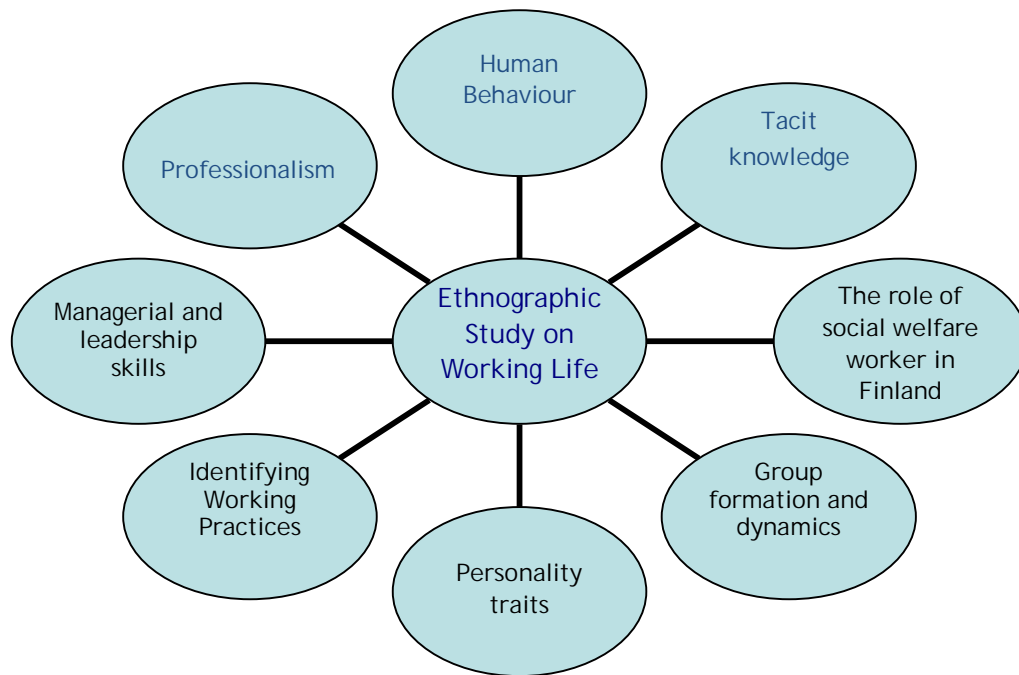 Human
Behaviour
Tacit
knowledge
Professionalism
Ethnographic
Study on
Working Life
The role of
social welfare
worker in
Finland
Managerial and
leadership
skills
Identifying
Working
Practices
Group
formation and
dynamics
Personality
traits